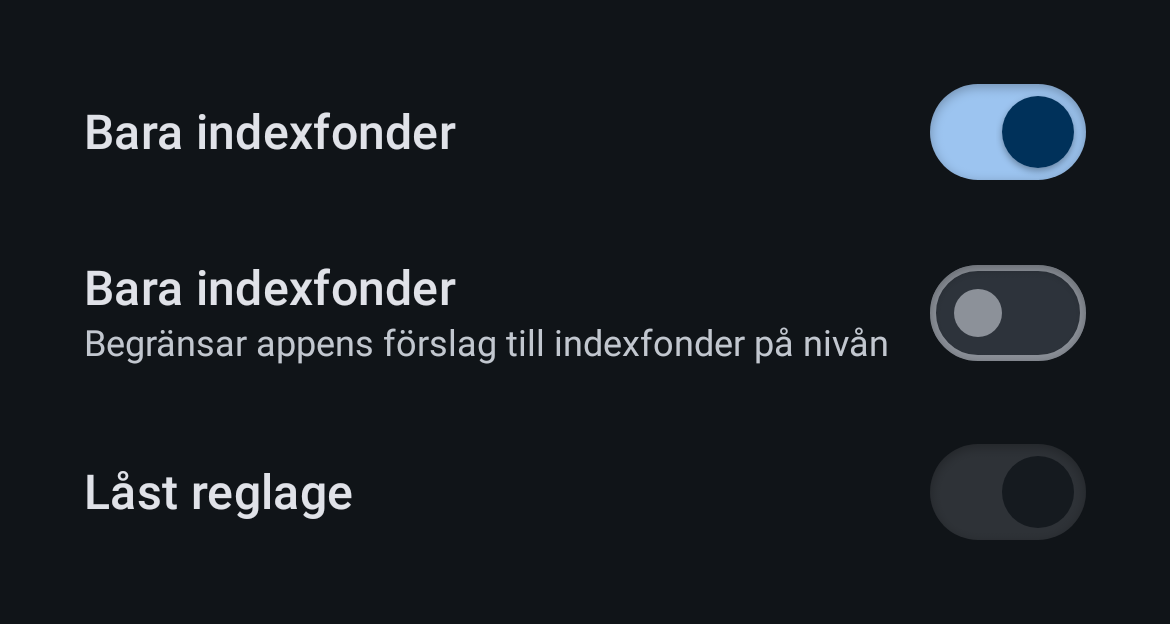 Bara indexfonder
Bara indexfonder
Begränsar appens förslag till indexfonder på nivån
Låst reglage